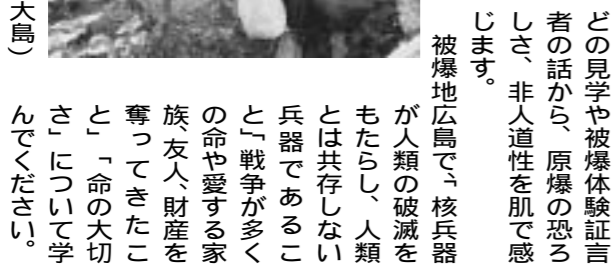 どの見学や被爆体験証言
者の話から、原爆の恐ろ
しさ、非人道性を肌で感
じます。
被爆地広島で、「核兵器
が人類の破滅を
もたらし、人類
とは共存しない
兵器であるこ
と」「戦争が多く
の命や愛する家
族、友人、財産を
奪ってきたこ
と」「命の大切
さ」について学
んでください。
大島）